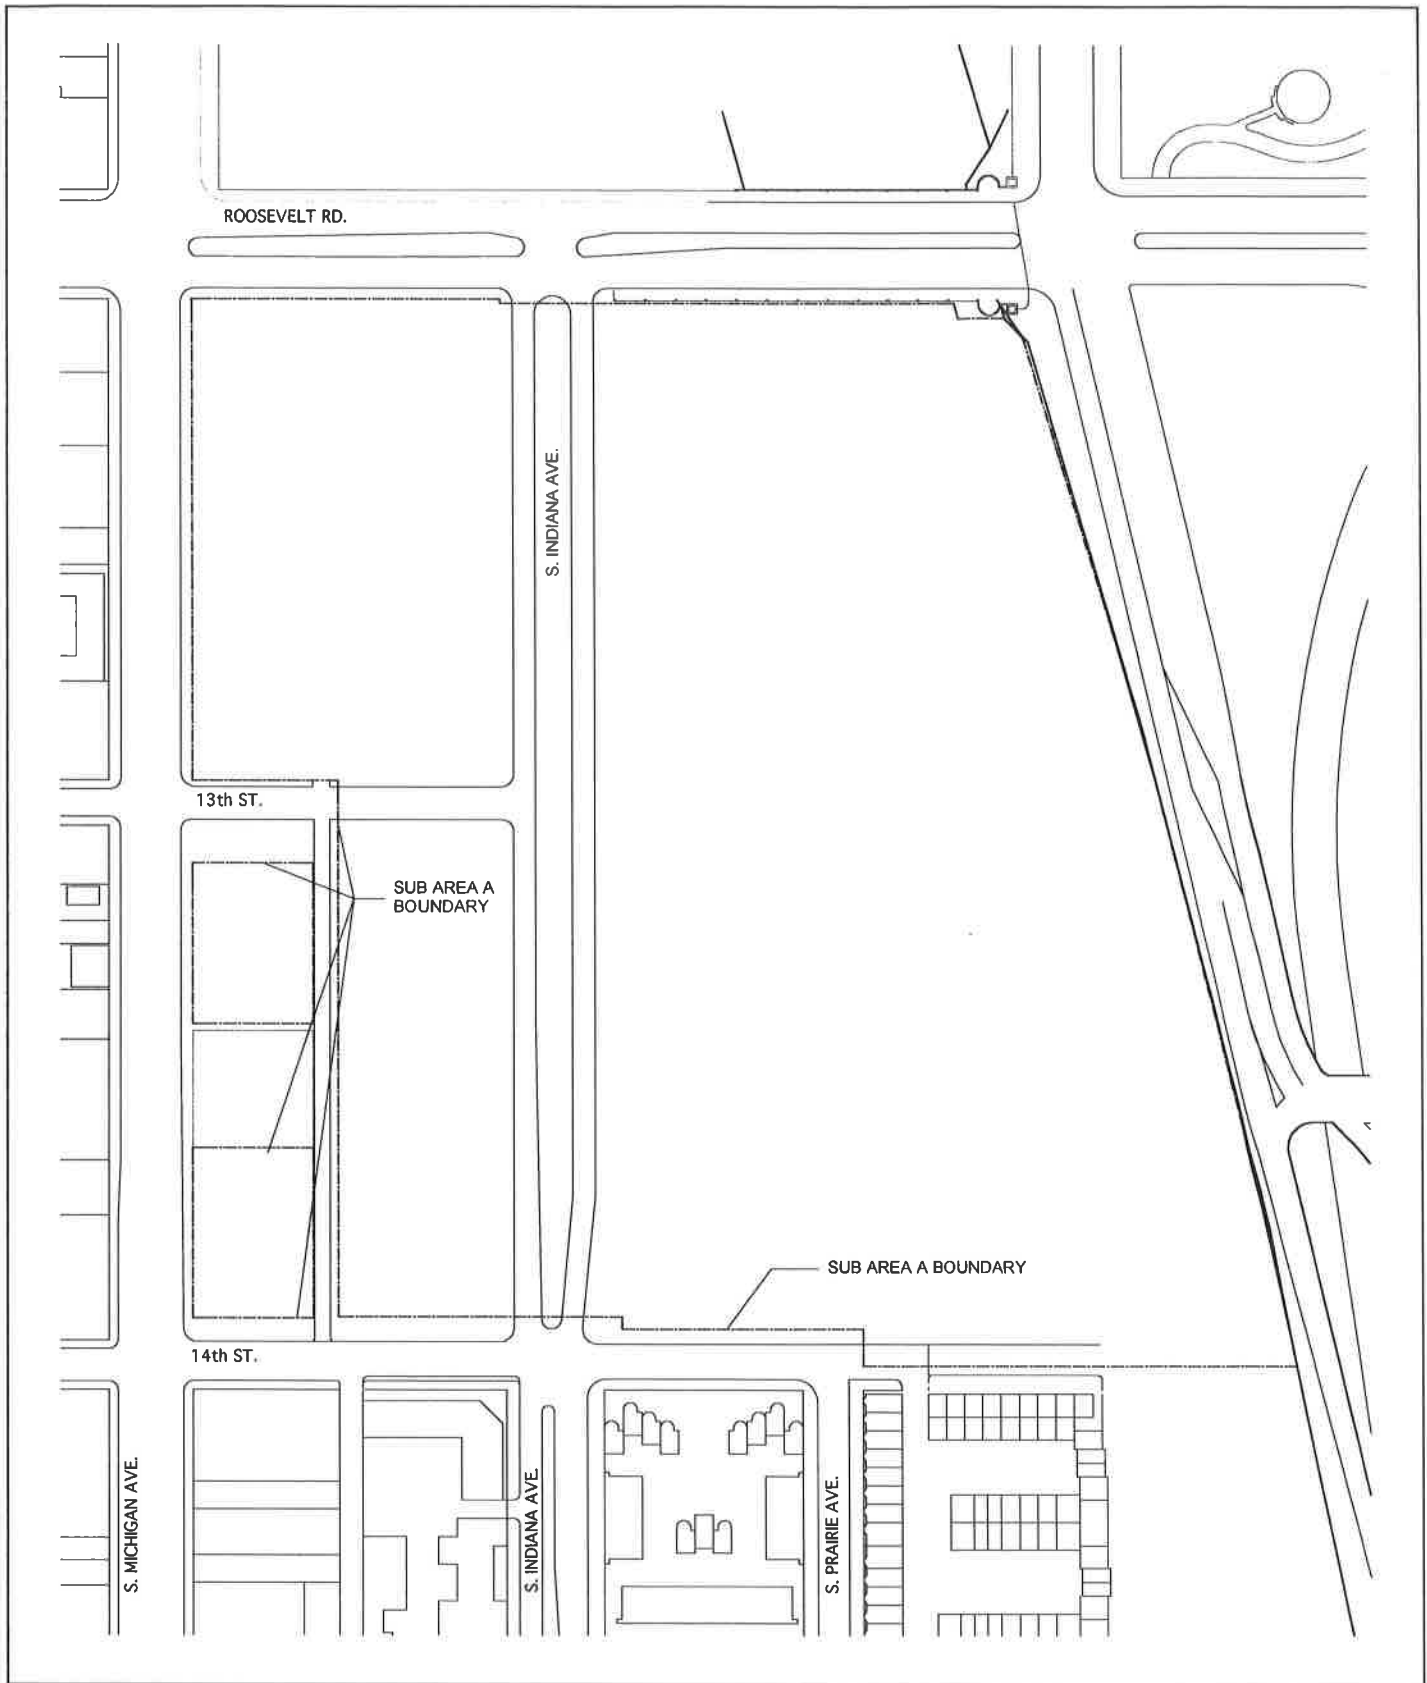 ROOSEVELT RD.
S. INDIANA AVE.
13th ST.
SUB AREA A
BOUNDARY
SUB AREA A BOUNDARY
14th ST.
S. MICHIGAN AVE.
S. INDIANA AVE.
S. PRAIRIE AVE.